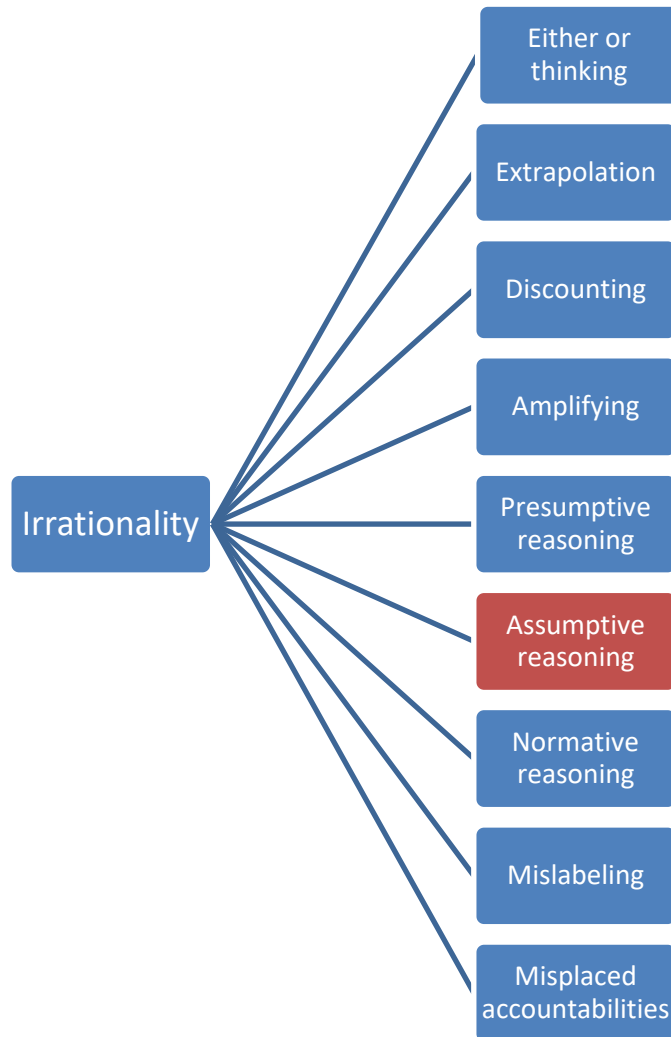 Either or
thinking
Extrapolation
Discounting
Amplifying
Irrationality
Presumptive
reasoning
Assumptive
reasoning
Normative
reasoning
Mislabeling
Misplaced
accountabilities